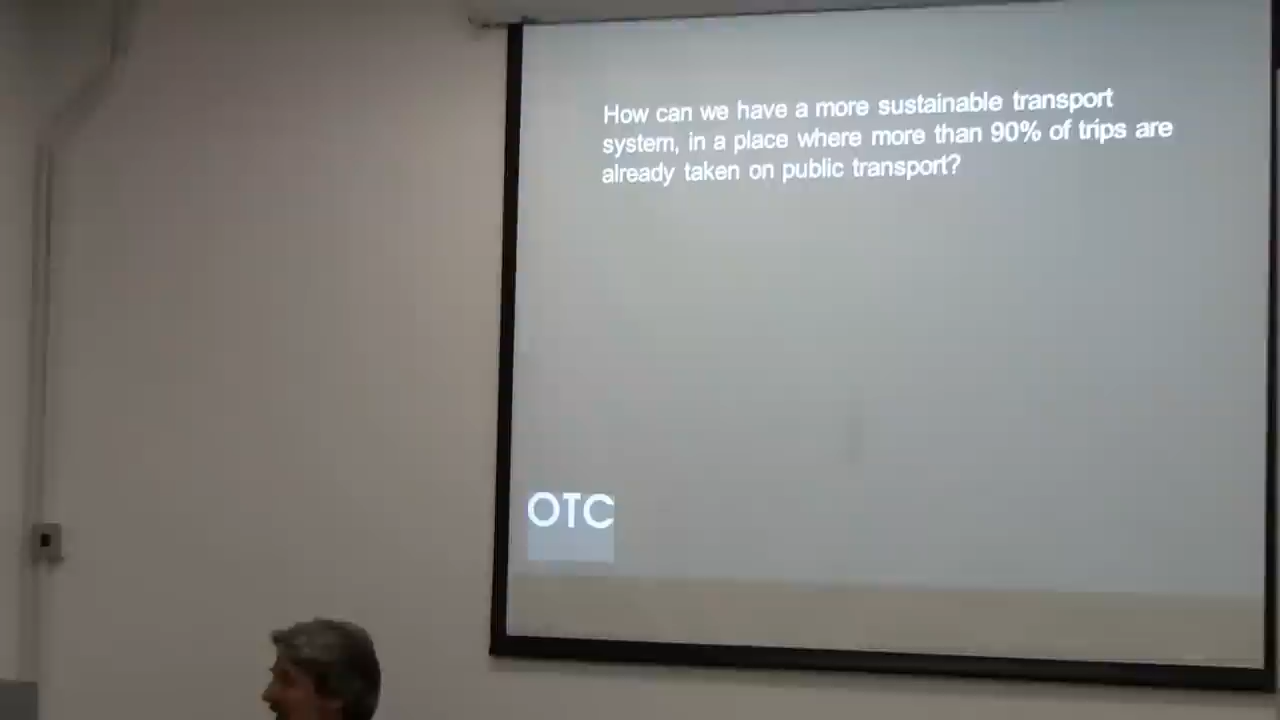 How can we have a more sustainable transport
system, in a place where more than 90% of trips are
already taken on public transport?
OTC